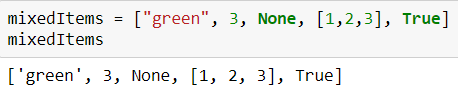 mixedItems = ["green", 3, None, [1,2,3], True]
mixedItems
['green', 3, None, [1, 2, 3], True]